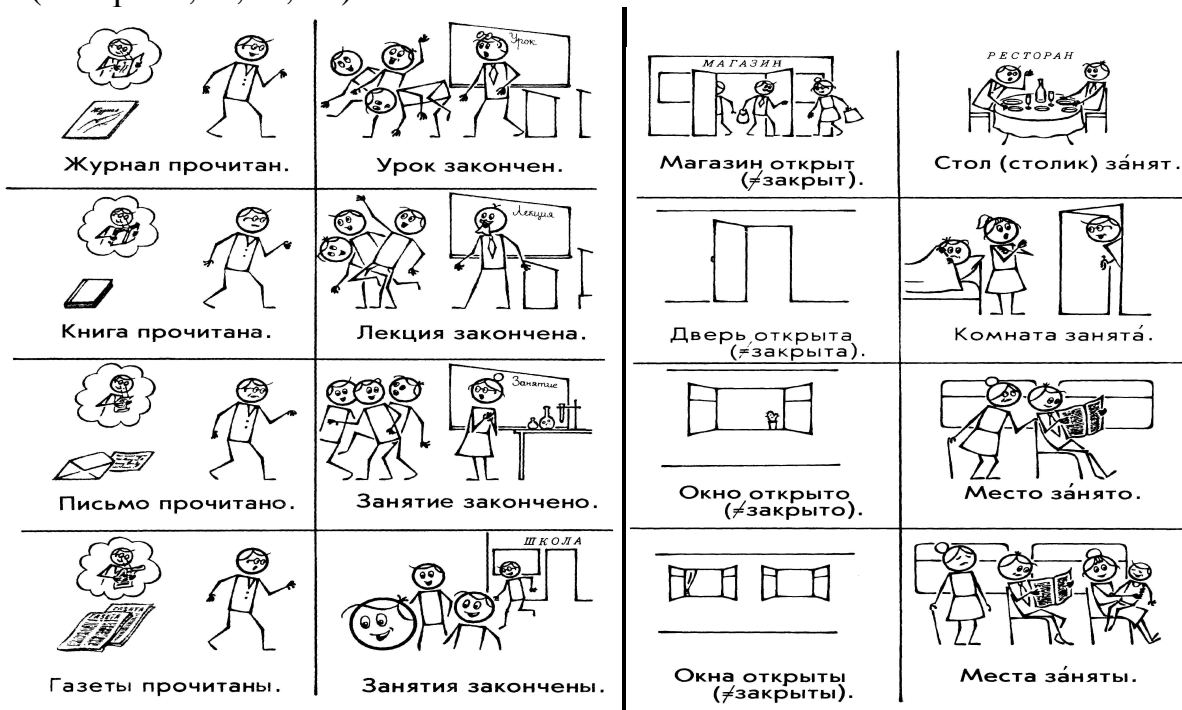 Урок
Журнал
Журнал прочитан.
Урок закончен.
Лекция
Книга прочитана.
Лекция закончена.
Занятие
Письмо прочитано.
Занятие закончено.
ШКОЛА
ГАЗЕТА
ГАЗЕТА
Газеты прочитаны.
Занятия закончены.
МАГАЗИН
РЕСТОРАН
Магазин открыт
(≠закрыт).
Стол (столик) за́нят.
Дверь открыта
(≠закрыта).
Комната занята́.
Окно открыто
(≠закрыто).
Место за́нято.
Окна открыты
(≠закрыты).
Места за́няты.